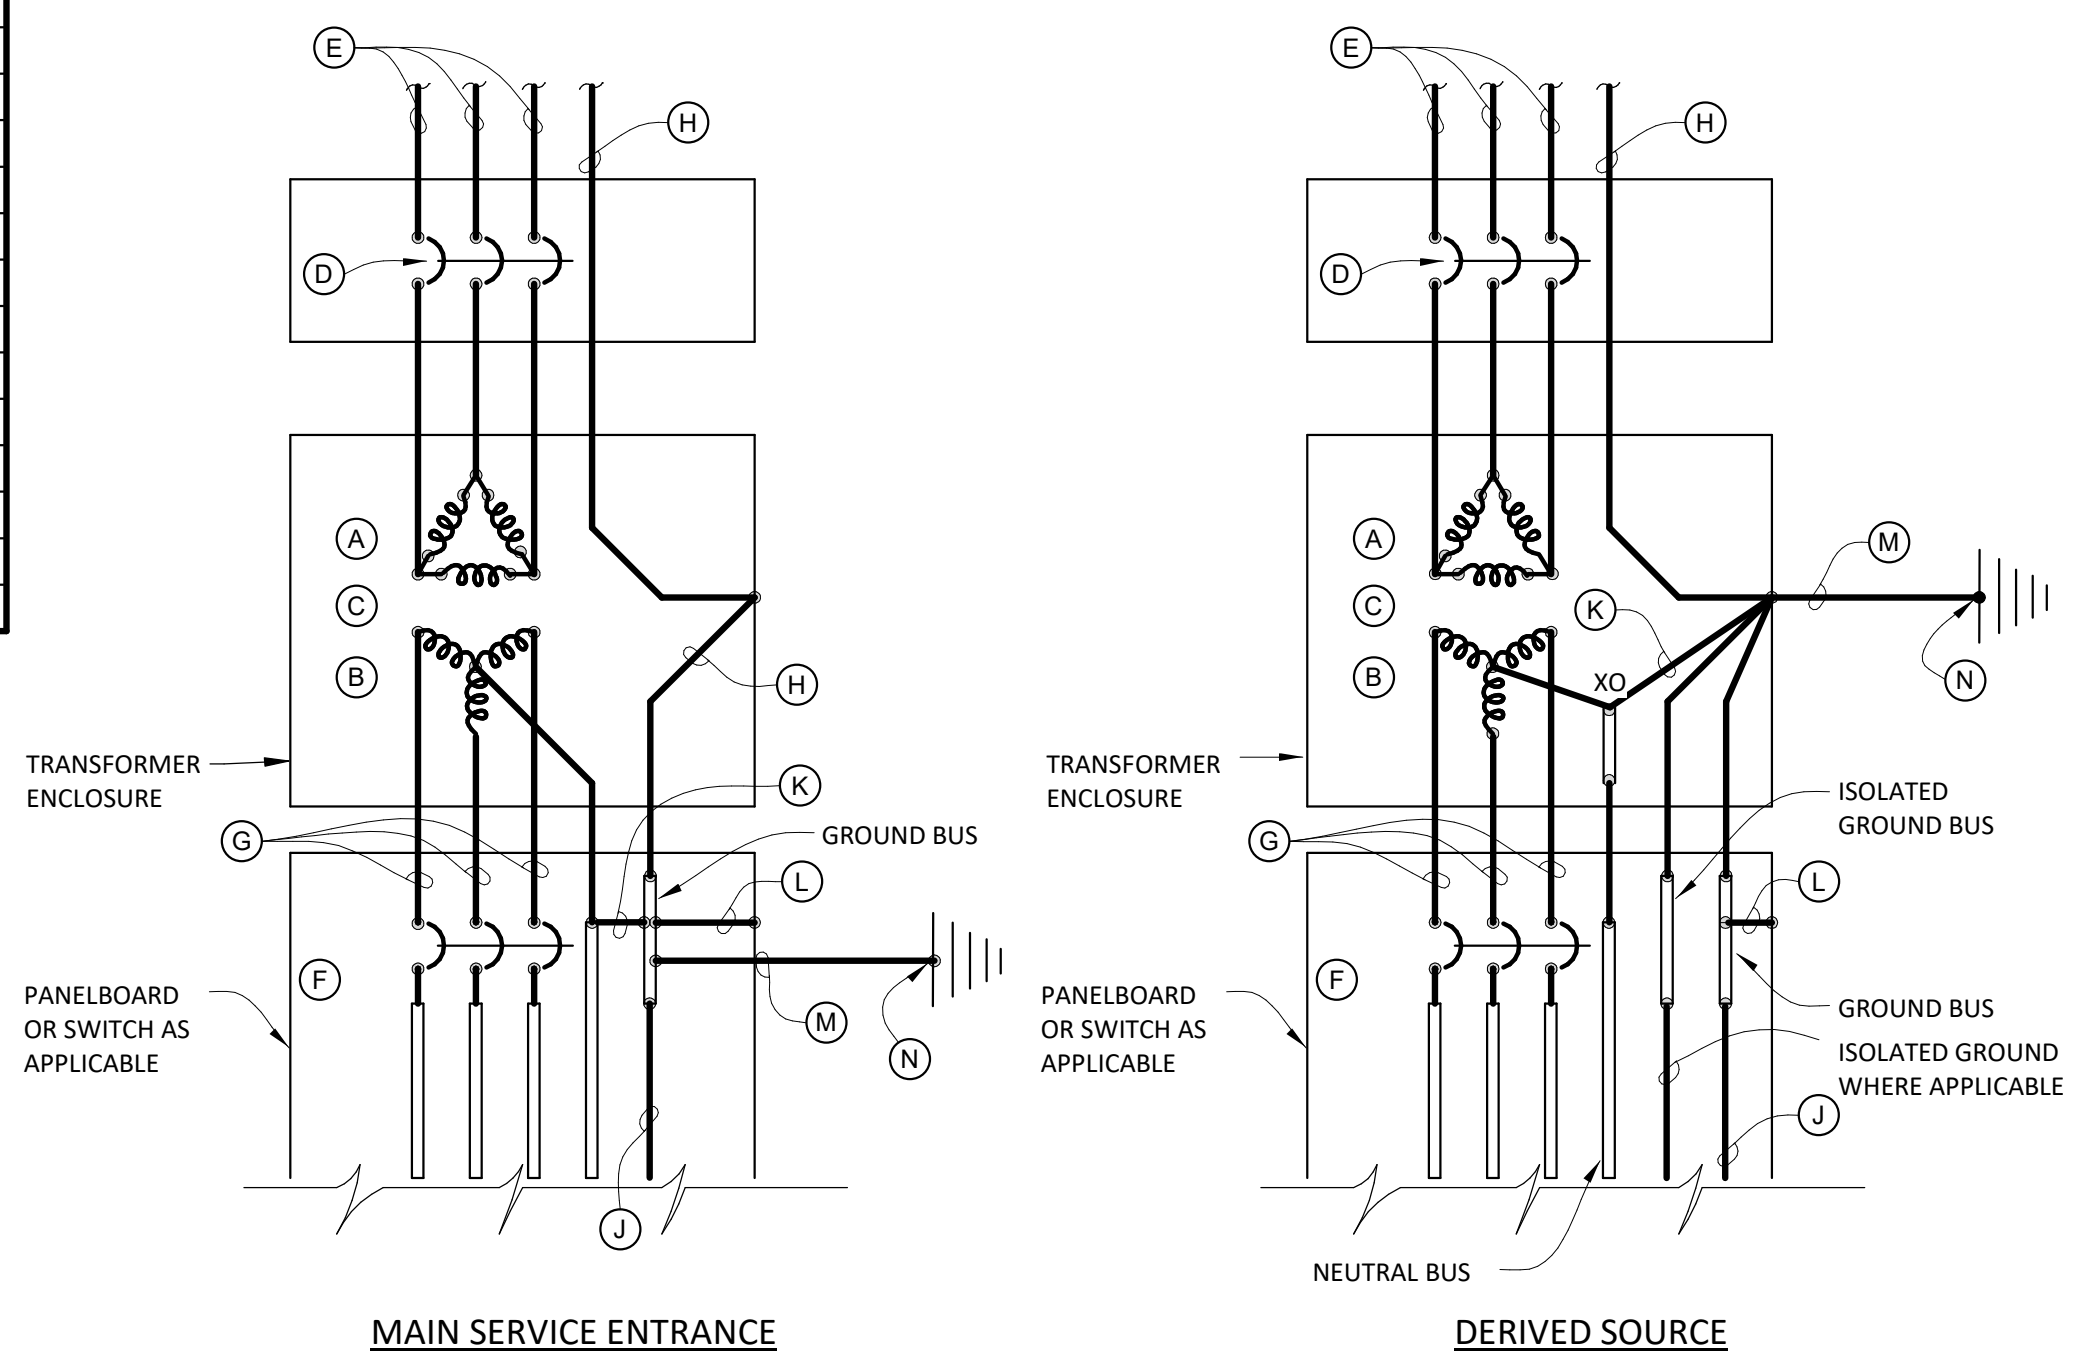 E
H
D
A
C
B
H
TRANSFORMER
ENCLOSURE
K
G
GROUND BUS
L
F
PANELBOARD
OR SWITCH AS
APPLICABLE
M
N
J
MAIN SERVICE ENTRANCE
E
H
D
A
M
C
K
B
XO
N
TRANSFORMER
ENCLOSURE
ISOLATED
GROUND BUS
G
L
F
PANELBOARD
OR SWITCH AS
APPLICABLE
GROUND BUS
ISOLATED GROUND
WHERE APPLICABLE
J
NEUTRAL BUS
DERIVED SOURCE